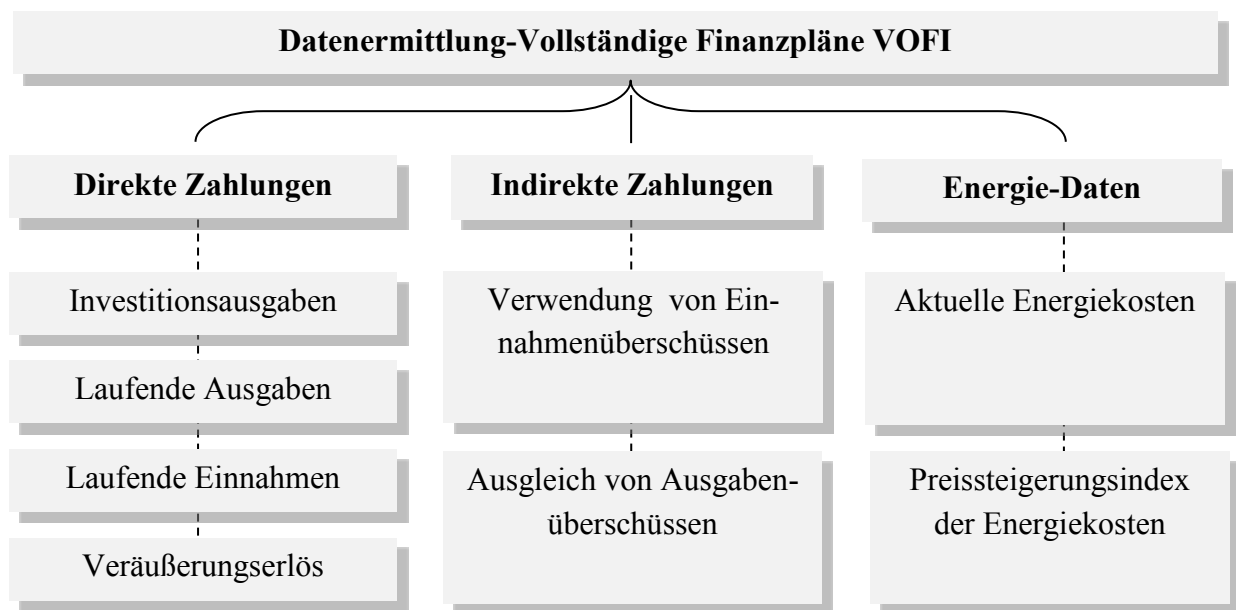 Datenermittlung-Vollständige Finanzpläne VOFI
Direkte Zahlungen
Investitionsausgaben
Laufende Ausgaben
Laufende Einnahmen
Veräußerungserlös
Indirekte Zahlungen
Verwendung von Ein-
nahmenüberschüssen
Ausgleich von Ausgaben-
überschüssen
Energie-Daten
Aktuelle Energiekosten
Preissteigerungsindex
der Energiekosten